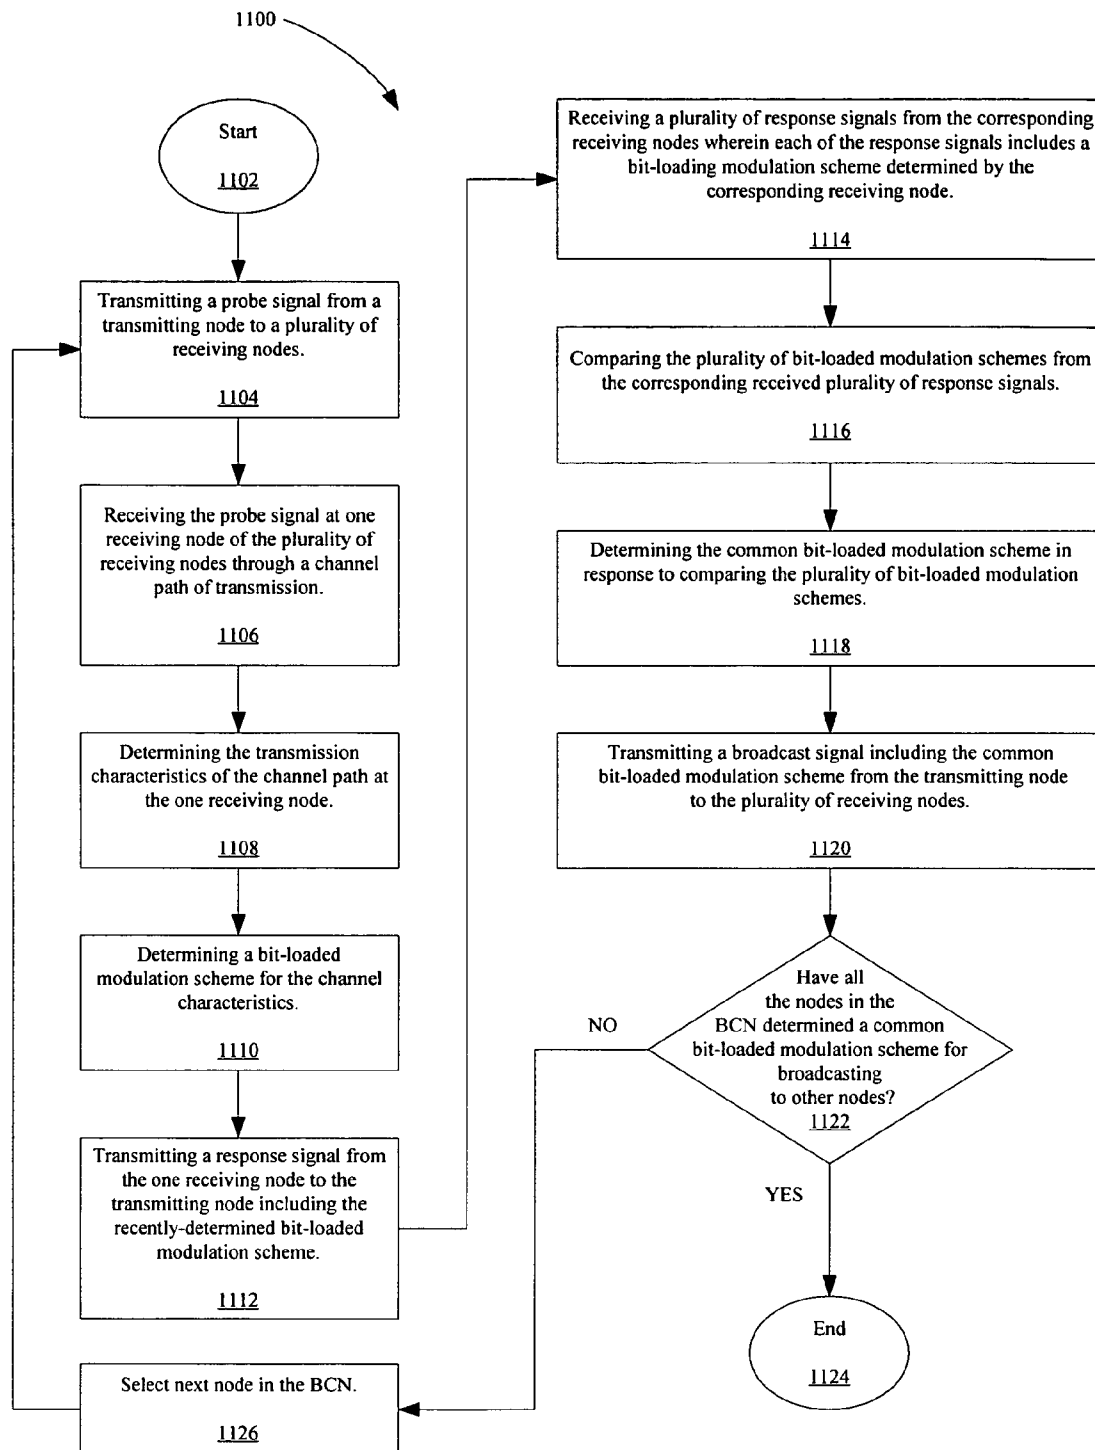 1100
Start
1102
Transmitting a probe signal from a
transmitting node to a plurality of
receiving nodes.
1104
Receiving the probe signal at one
receiving node of the plurality of
receiving nodes through a channel
path of transmission.
1106
Determining the transmission
characteristics of the channel path at
the one receiving node.
1108
Determining a bit-loaded
modulation scheme for the channel
characteristics.
1110
Transmitting a response signal from
the one receiving node to the
transmitting node including the
recently-determined bit-loaded
modulation scheme.
1112
Select next node in the BCN.
1126
Receiving a plurality of response signals from the corresponding
receiving nodes wherein each of the response signals includes a
bit-loading modulation scheme determined by the
corresponding receiving node.
1114
Comparing the plurality of bit-loaded modulation schemes from
the corresponding received plurality of response signals.
1116
Determining the common bit-loaded modulation scheme in
response to comparing the plurality of bit-loaded modulation
schemes.
1118
Transmitting a broadcast signal including the common
bit-loaded modulation scheme from the transmitting node
to the plurality of receiving nodes.
1120
Have all
the nodes in the
BCN determined a common
bit-loaded modulation scheme for
broadcasting
to other nodes?
1122
NO
YES
End
1124